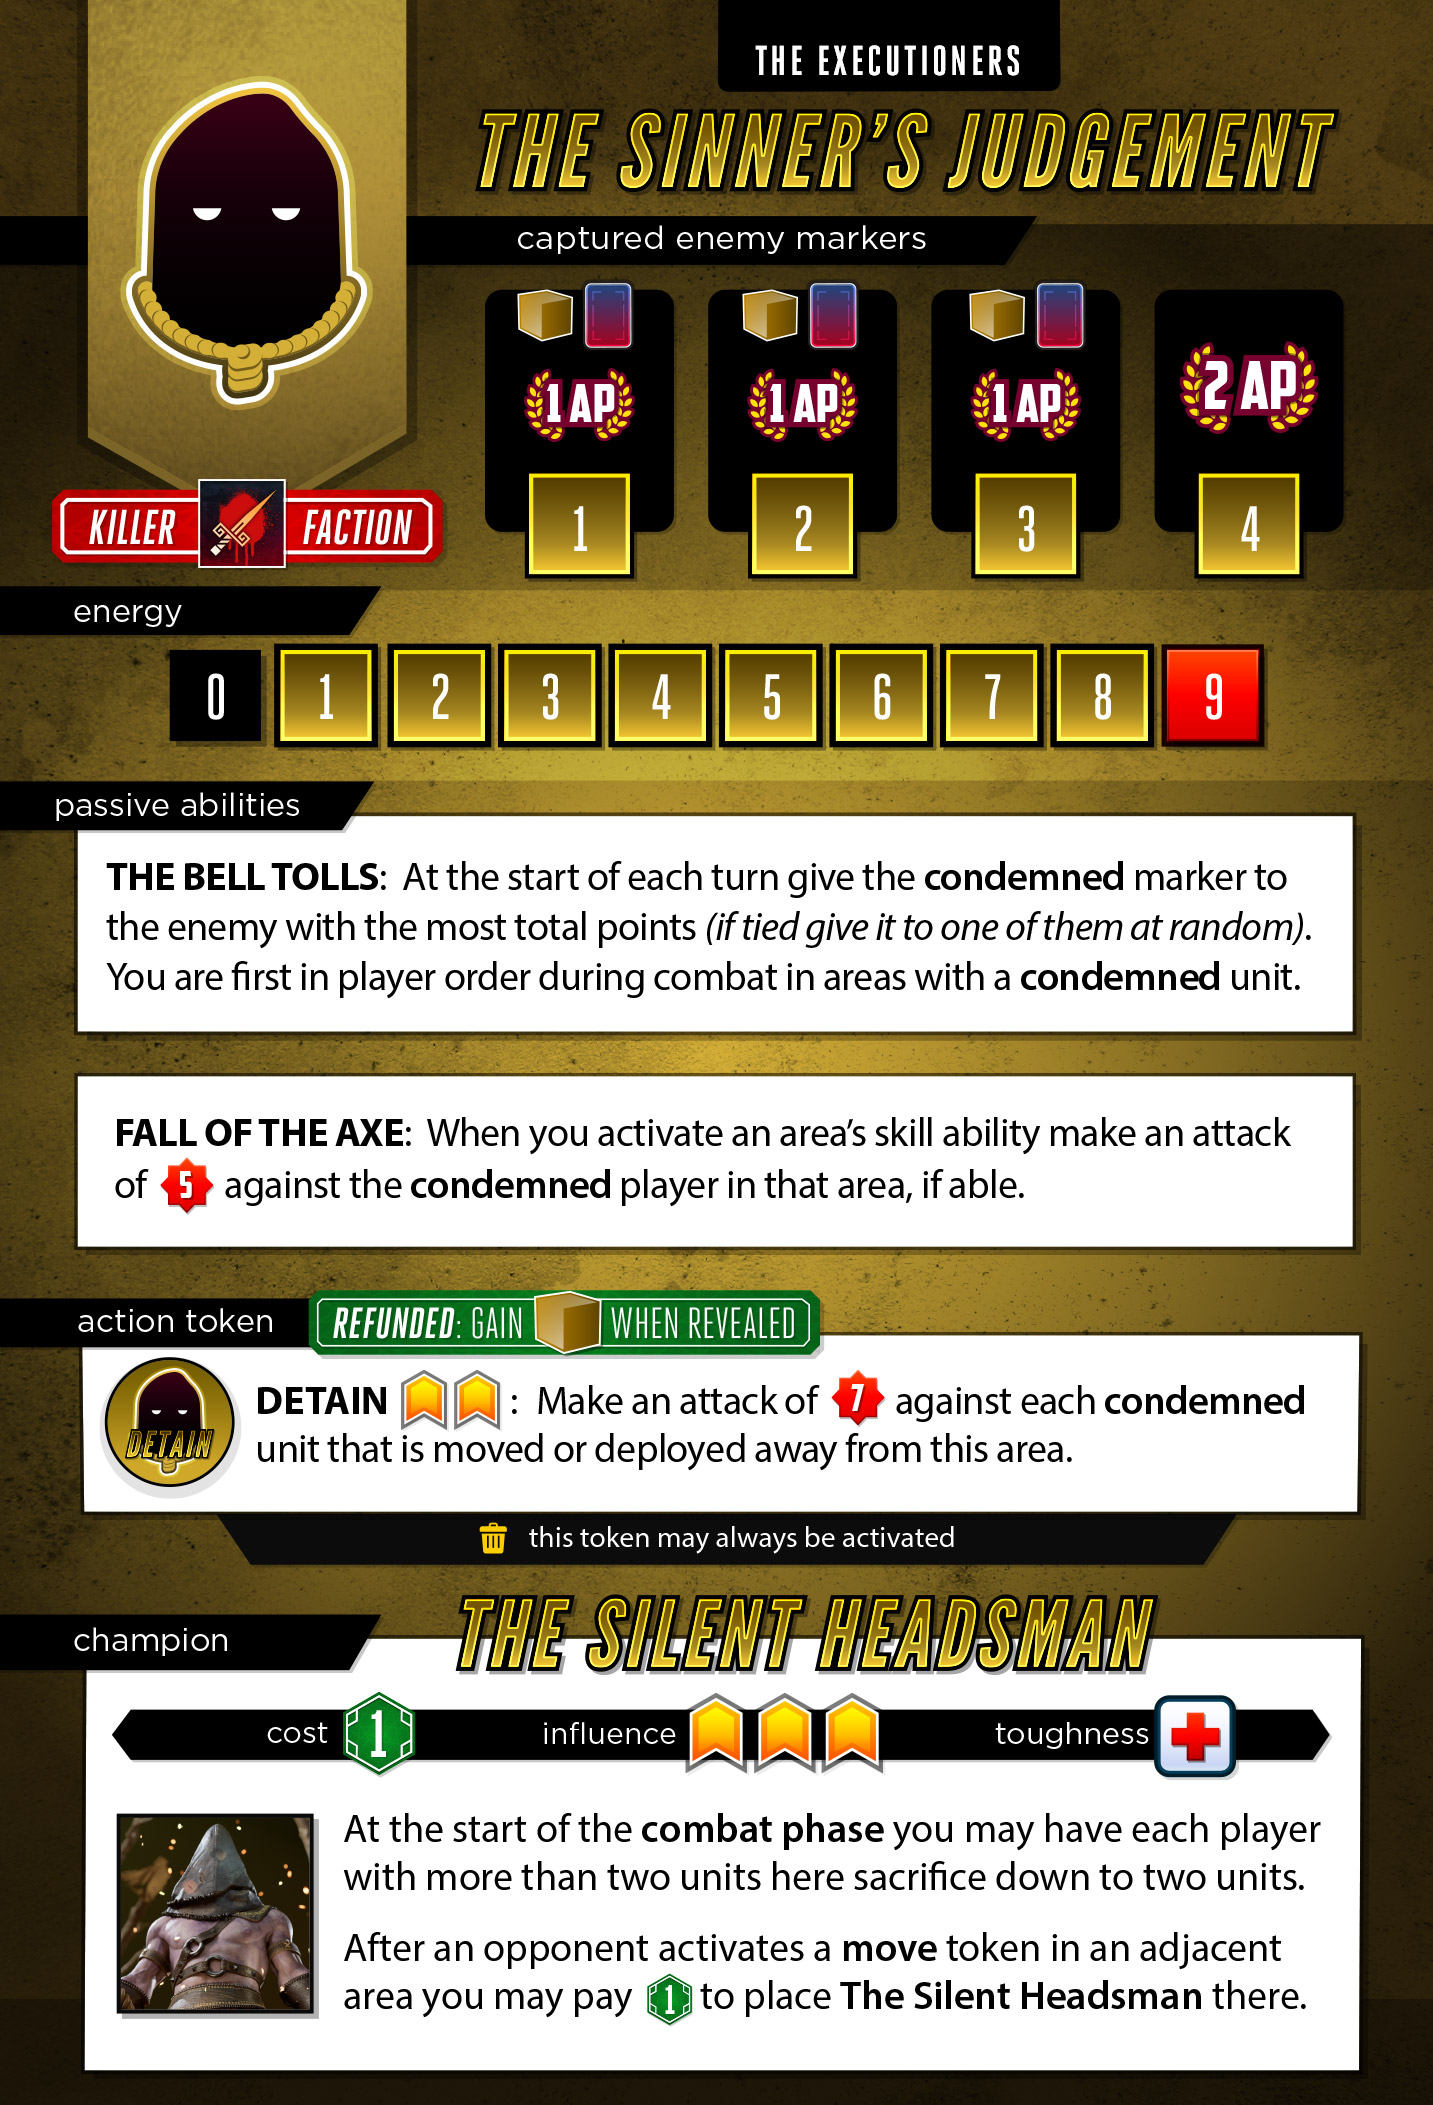 THE EXECUTIONERS
THE SINNER'S JUDGEMENT
captured enemy markers
1 AP
1 AP
1 AP
2 AP
1
2
3
4
KILLER FACTION
energy
0 1 2 3 4 5 6 7 8 9
passive abilities
THE BELL TOLLS: At the start of each turn give the condemned marker to
the enemy with the most total points (if tied give it to one of them at random).
You are first in player order during combat in areas with a condemned unit.
FALL OF THE AXE: When you activate an area's skill ability make an attack
of 5 against the condemned player in that area, if able.
action token
REFUNDED: GAIN WHEN REVEALED
DETAIN
DETAIN : Make an attack of 7 against each condemned
unit that is moved or deployed away from this area.
this token may always be activated
THE SILENT HEADSMAN
champion
cost 1 influence toughness
At the start of the combat phase you may have each player
with more than two units here sacrifice down to two units.
After an opponent activates a move token in an adjacent
area you may pay 1 to place The Silent Headsman there.